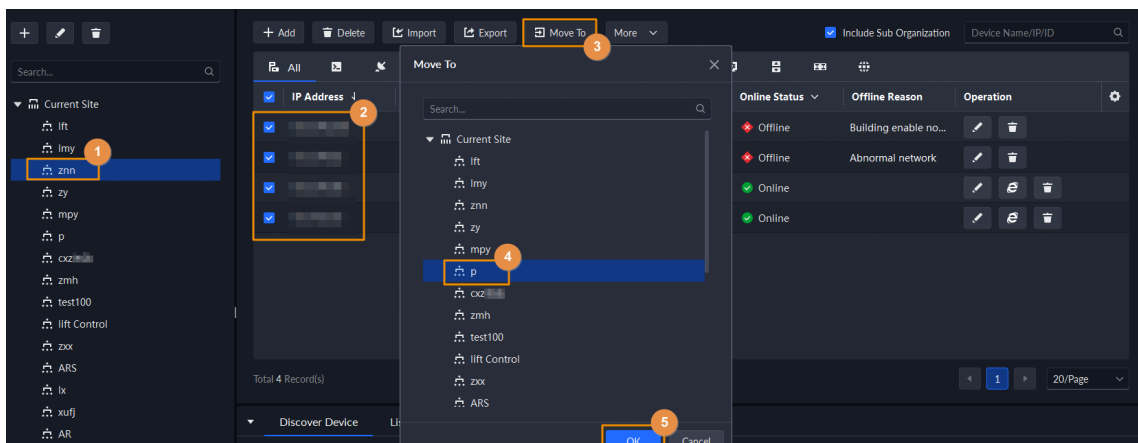 Add
Delete
Import
Export
Move To
More
Include Sub Organization
Device Name/IP/ID
3
Search...
All
Move To
IP Address
2
Search...
Online Status
Offline Reason
Operation
Current Site
lft
lmy
1
znn
zy
mpy
p
cxz
zmh
test100
lift Control
zxx
ARS
lx
xufj
AR
Current Site
lft
lmy
znn
zy
mpy
4
p
cxz
zmh
test100
lift Control
zxx
ARS
5
OK
Cancel
Offline
Building enable no...
Offline
Abnormal network
Online
Online
Total 4 Record(s)
1
20/Page
Discover Device